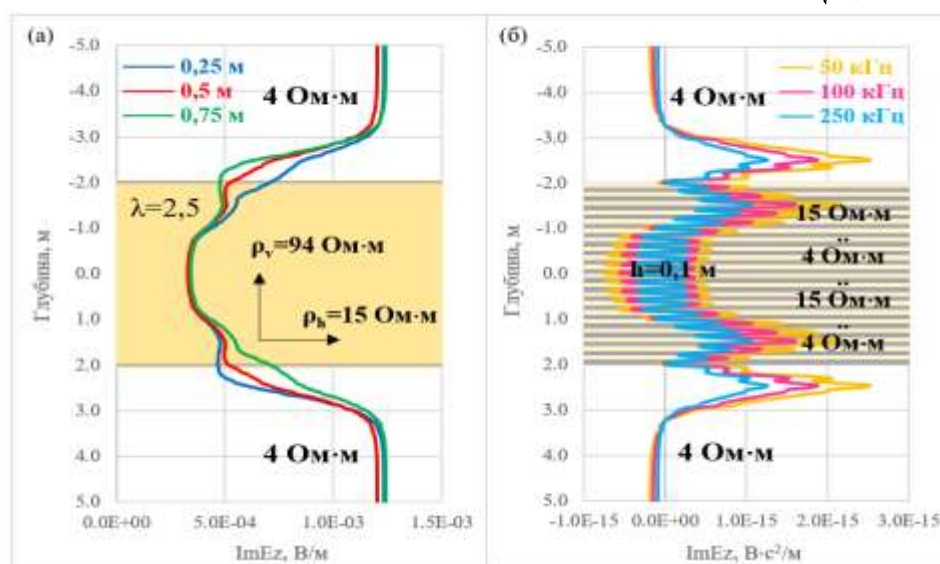 (а)
0,25 м
0,5 м
0,75 м
4 Ом·м
λ=2,5
ρv=94 Ом·м
ρh=15 Ом·м
4 Ом·м
Глубина, м
-5.0
-4.0
-3.0
-2.0
-1.0
0.0
1.0
2.0
3.0
4.0
5.0
0.0E+00 5.0E-04 1.0E-03 1.5E-03
ImEz, В/м
(б)
50 кГц
100 кГц
250 кГц
4 Ом·м
15 Ом·м
4 Ом·м
h=0,1 м
15 Ом·м
4 Ом·м
4 Ом·м
Глубина, м
-5.0
-4.0
-3.0
-2.0
-1.0
0.0
1.0
2.0
3.0
4.0
5.0
-1.0E-15 0.0E+00 1.0E-15 2.0E-15 3.0E-15
ImEz, В·с²/м